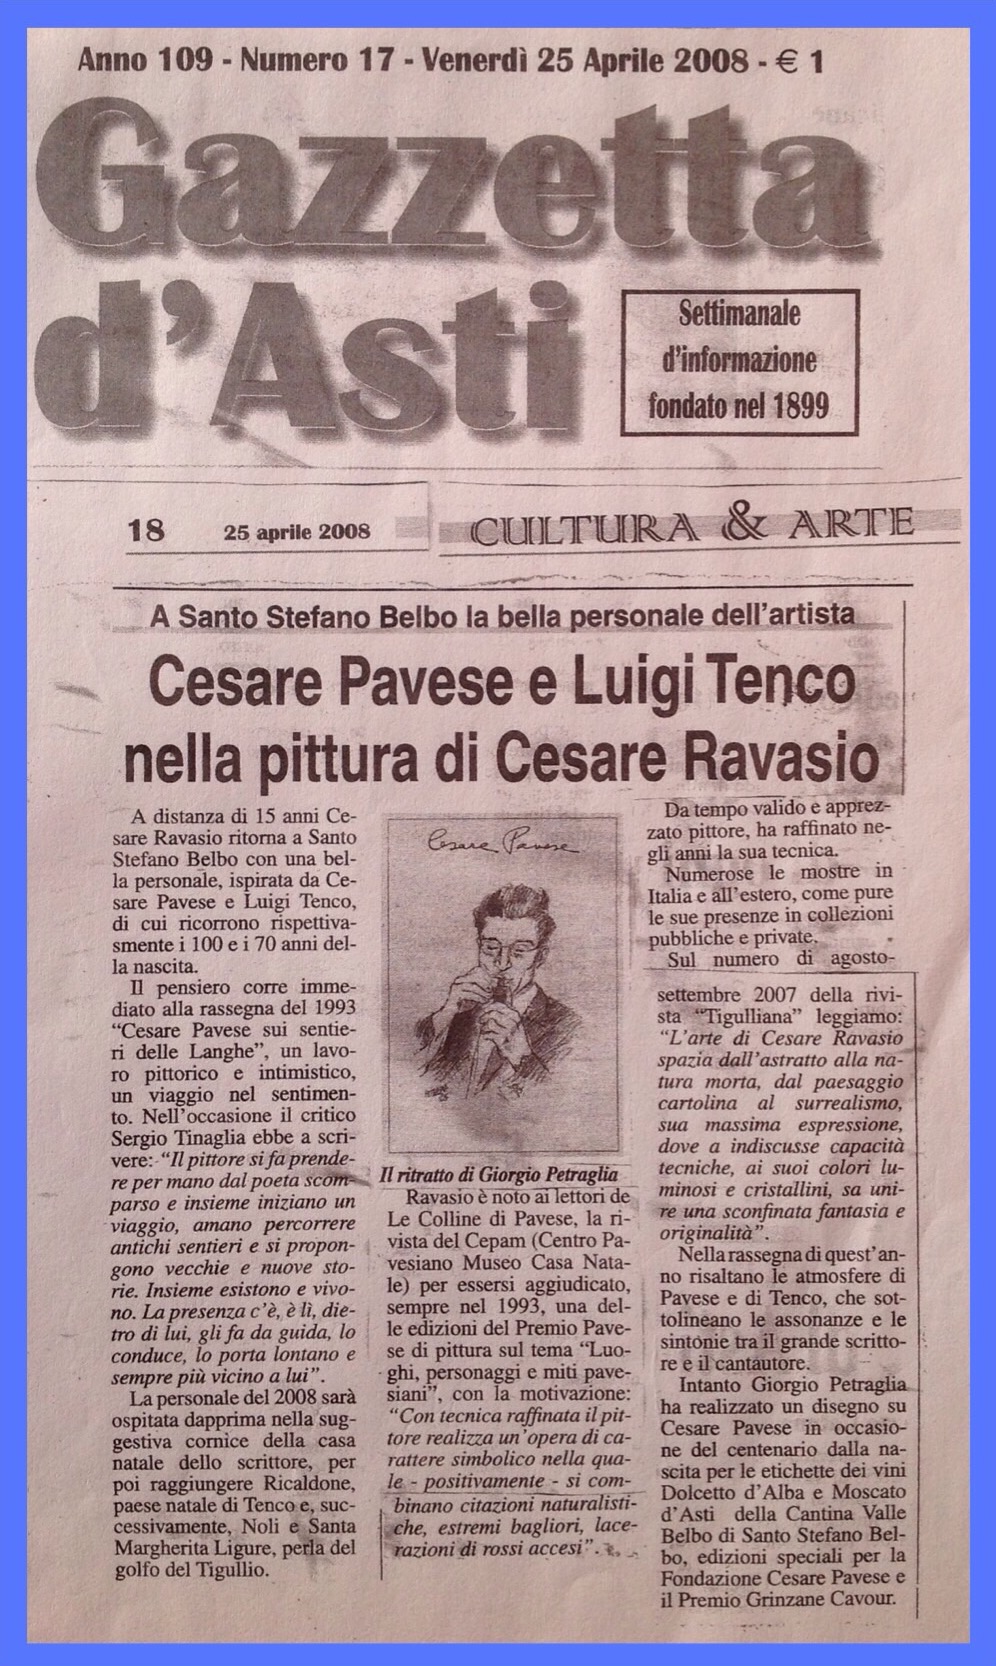 Anno 109 - Numero 17 - Venerdì 25 Aprile 2008 - € 1
Gazzetta
d'Asti
Settimanale
d'informazione
fondato nel 1899
18 25 aprile 2008
CULTURA & ARTE
A Santo Stefano Belbo la bella personale dell'artista
Cesare Pavese e Luigi Tenco
nella pittura di Cesare Ravasio
A distanza di 15 anni Ce-
sare Ravasio ritorna a Santo
Stefano Belbo con una bel-
la personale, ispirata da Ce-
sare Pavese e Luigi Tenco,
di cui ricorrono rispettiva-
smente i 100 e i 70 anni del-
la nascita.
Il pensiero corre imme-
diato alla rassegna del 1993
“Cesare Pavese sui sentie-
ri delle Langhe”, un lavo-
ro pittorico e intimistico,
un viaggio nel sentimen-
to. Nell'occasione il critico
Sergio Tinaglia ebbe a scri-
vere: “Il pittore si fa prende-
re per mano dal poeta scom-
parso e insieme iniziano un
viaggio, amano percorrere
antichi sentieri e si propon-
gono vecchie e nuove sto-
rie. Insieme esistono e vivo-
no. La presenza c'è, è lì, die-
tro di lui, gli fa da guida, lo
conduce, lo porta lontano e
sempre più vicino a lui”.
La personale del 2008 sarà
ospitata dapprima nella sug-
gestiva cornice della casa
natale dello scrittore, per
poi raggiungere Ricaldone,
paese natale di Tenco e, suc-
cessivamente, Noli e Santa
Margherita Ligure, perla del
golfo del Tigullio.
Cesare Pavese
Il ritratto di Giorgio Petraglia
Ravasio è noto ai lettori de
Le Colline di Pavese, la ri-
vista del Cepam (Centro Pa-
vesiano Museo Casa Nata-
le) per essersi aggiudicato,
sempre nel 1993, una del-
le edizioni del Premio Pave-
se di pittura sul tema “Luo-
ghi, personaggi e miti pave-
siani”, con la motivazione:
“Con tecnica raffinata il pit-
tore realizza un'opera di ca-
rattere simbolico nella qua-
le - positivamente - si com-
binano citazioni naturalisti-
che, estremi bagliori, lace-
razioni di rossi accesi”.
Da tempo valido e apprez-
zato pittore, ha raffinato ne-
gli anni la sua tecnica.
Numerose le mostre in
Italia e all'estero, come pure
le sue presenze in collezioni
pubbliche e private.
Sul numero di agosto-
settembre 2007 della rivi-
sta “Tigulliana” leggiamo:
“L'arte di Cesare Ravasio
spazia dall'astratto alla na-
tura morta, dal paesaggio
cartolina al surrealismo,
sua massima espressione,
dove a indiscusse capacità
tecniche, ai suoi colori lu-
minosi e cristallini, sa uni-
re una sconfinata fantasia e
originalità”.
Nella rassegna di quest'an-
no risaltano le atmosfere di
Pavese e di Tenco, che sot-
tolineano le assonanze e le
sintonie tra il grande scritto-
re e il cantautore.
Intanto Giorgio Petraglia
ha realizzato un disegno su
Cesare Pavese in occasio-
ne del centenario dalla na-
scita per le etichette dei vini
Dolcetto d'Alba e Moscato
d'Asti della Cantina Valle
Belbo di Santo Stefano Bel-
bo, edizioni speciali per la
Fondazione Cesare Pavese e
il Premio Grinzane Cavour.